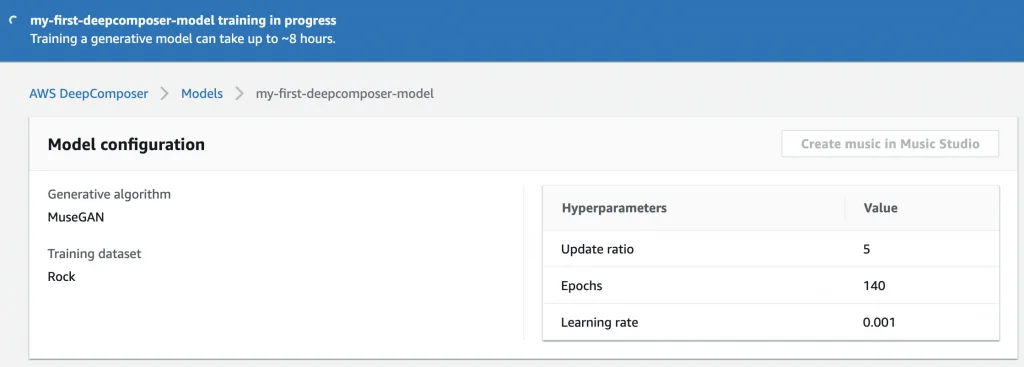 my-first-deepcomposer-model training in progress
Training a generative model can take up to ~8 hours.
AWS DeepComposer > Models > my-first-deepcomposer-model
Model configuration
Create music in Music Studio
Generative algorithm
MuseGAN
Training dataset
Rock
Hyperparameters Value
Update ratio 5
Epochs 140
Learning rate 0.001